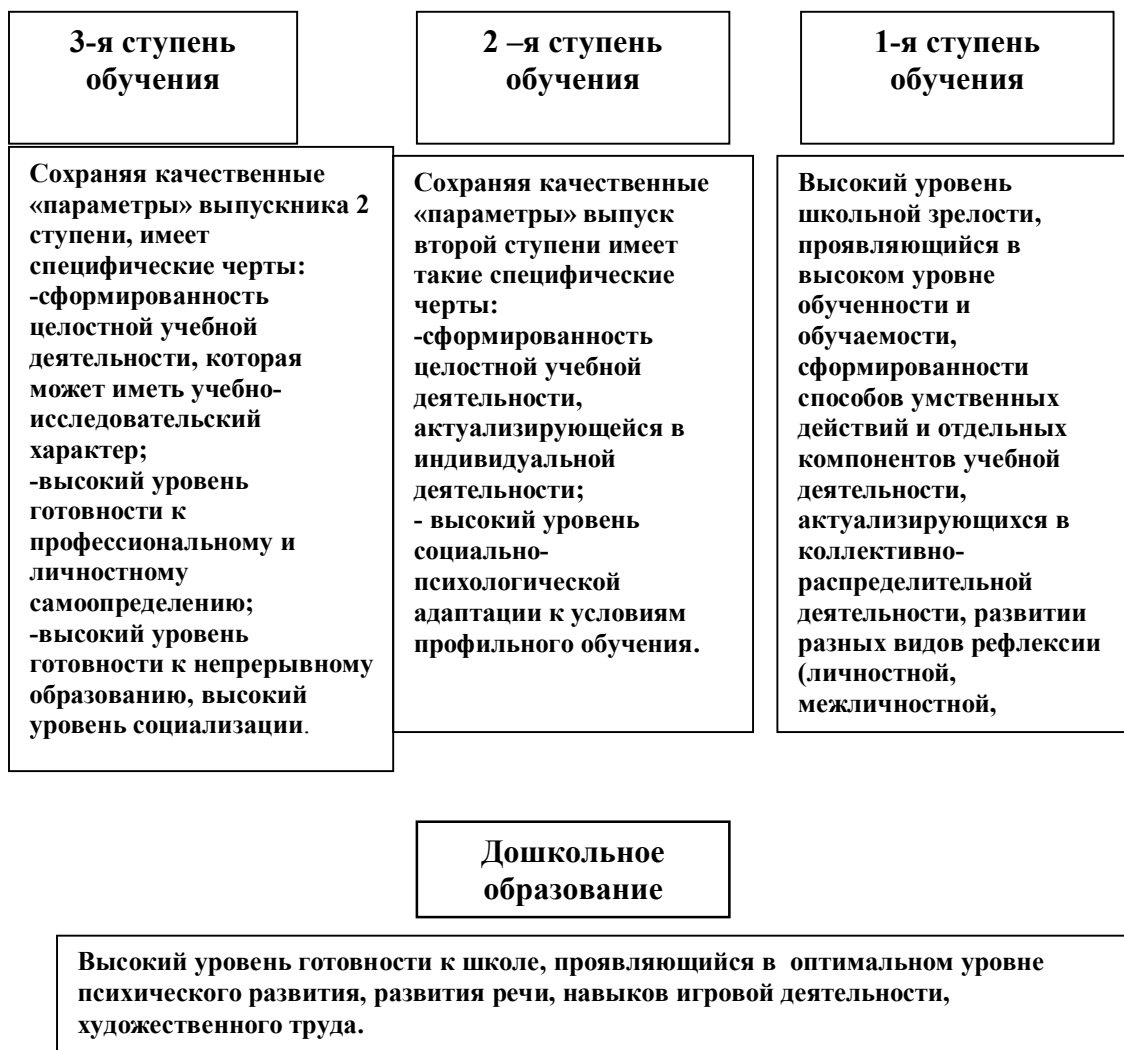 3-я ступень
обучения
Сохраняя качественные
«параметры» выпускника 2
ступени, имеет
специфические черты:
-сформированность
целостной учебной
деятельности, которая
может иметь учебно-
исследовательский
характер;
-высокий уровень
готовности к
профессиональному и
личностному
самоопределению;
-высокий уровень
готовности к непрерывному
образованию, высокий
уровень социализации.
2 –я ступень
обучения
Сохраняя качественные
«параметры» выпуск
второй ступени имеет
такие специфические
черты:
-сформированность
целостной учебной
деятельности,
актуализирующейся в
индивидуальной
деятельности;
- высокий уровень
социально-
психологической
адаптации к условиям
профильного обучения.
1-я ступень
обучения
Высокий уровень
школьной зрелости,
проявляющийся в
высоком уровне
обученности и
обучаемости,
сформированности
способов умственных
действий и отдельных
компонентов учебной
деятельности,
актуализирующихся в
коллективно-
распределительной
деятельности, развитии
разных видов рефлексии
(личностной,
межличностной,
Дошкольное
образование
Высокий уровень готовности к школе, проявляющийся в  оптимальном уровне
психического развития, развития речи, навыков игровой деятельности,
художественного труда.